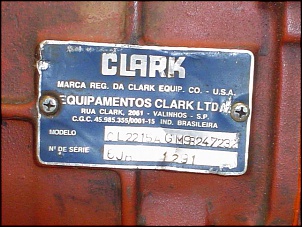 CLARK
MARCA REG. DA CLARK EQUIP. CO. - U.S.A.
EQUIPAMENTOS CLARK LTDA.
RUA CLARK, 2061 - VALINHOS - S.P.
C.G.C. 45.985.355/0001-15 IND. BRASILEIRA
MODELO
Nº DE SÉRIE 1231